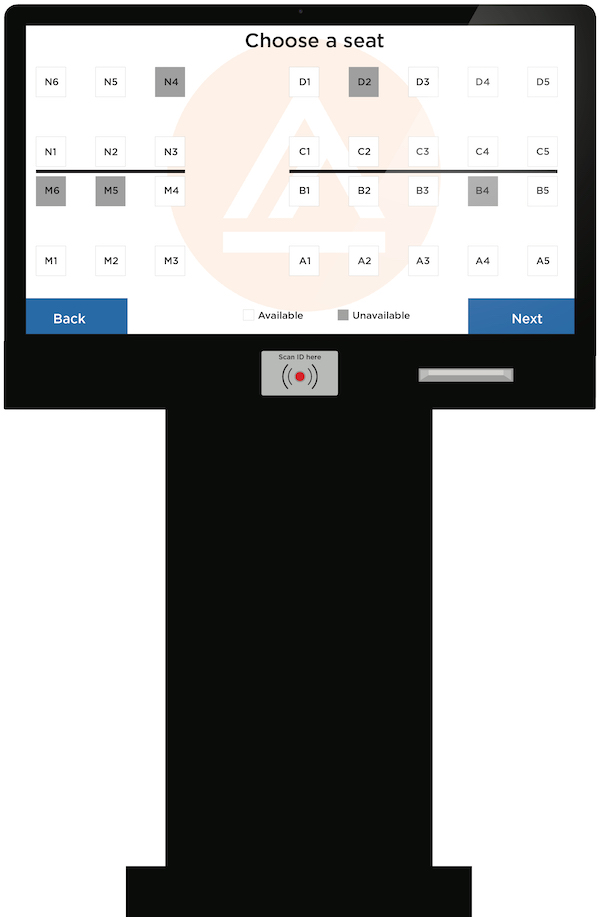 Choose a seat
N6 N5 N4 D1 D2 D3 D4 D5
N1 N2 N3 C1 C2 C3 C4 C5
M6 M5 M4 B1 B2 B3 B4 B5
M1 M2 M3 A1 A2 A3 A4 A5
Back Available Unavailable Next
Scan ID here